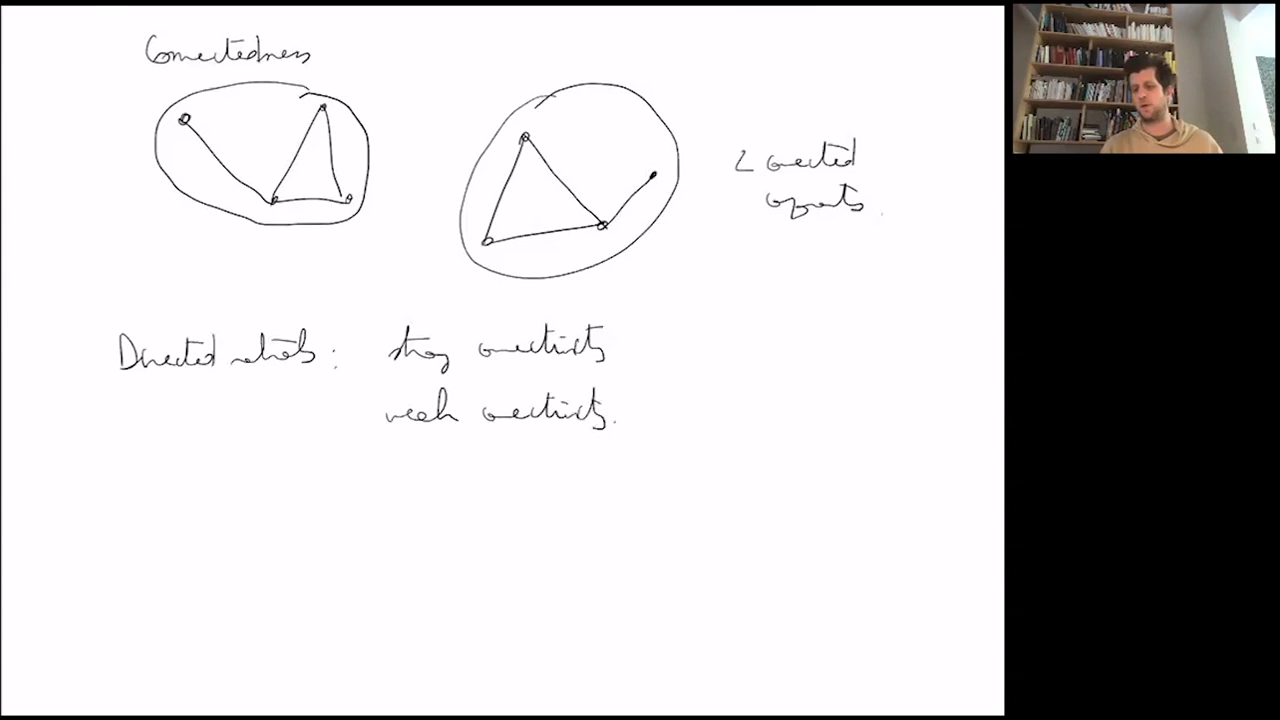 Connectedness
2 connected
components.
Directed networks: strong connectivity
weak connectivity.